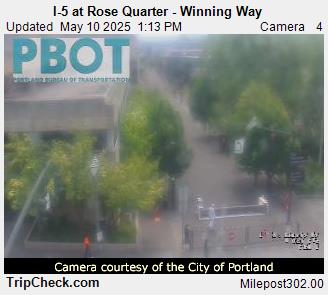 I-5 at Rose Quarter - Winning Way
Updated May 10 2025 1:13 PM Camera 4
PBOT
PORTLAND BUREAU OF TRANSPORTATION
Camera courtesy of the City of Portland
TripCheck.com Milepost302.00